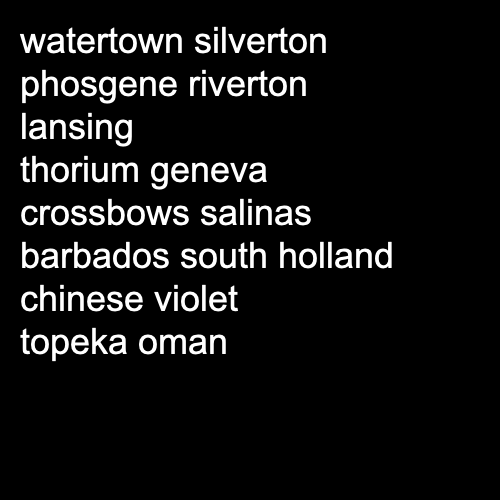 watertown silverton
phosgene riverton
lansing
thorium geneva
crossbows salinas
barbados south holland
chinese violet
topeka oman